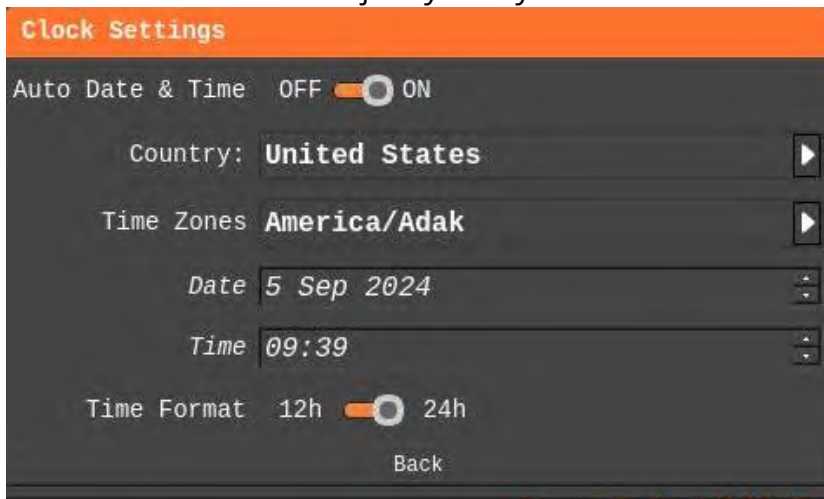 Clock Settings
Auto Date & Time OFF ON
Country: United States
Time Zones America/Adak
Date 5 Sep 2024
Time 09:39
Time Format 12h 24h
Back